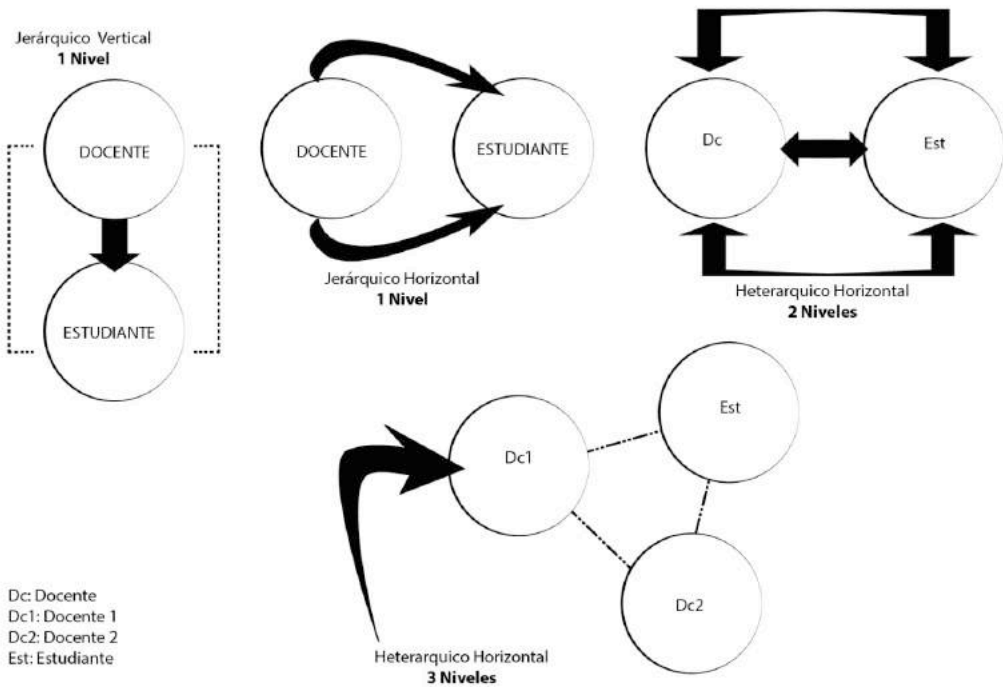 Jerárquico Vertical
1 Nivel
DOCENTE
ESTUDIANTE
DOCENTE
ESTUDIANTE
Jerárquico Horizontal
1 Nivel
Dc
Est
Heterarquico Horizontal
2 Niveles
Est
Dc1
Dc2
Heterarquico Horizontal
3 Niveles
Dc: Docente
Dc1: Docente 1
Dc2: Docente 2
Est: Estudiante